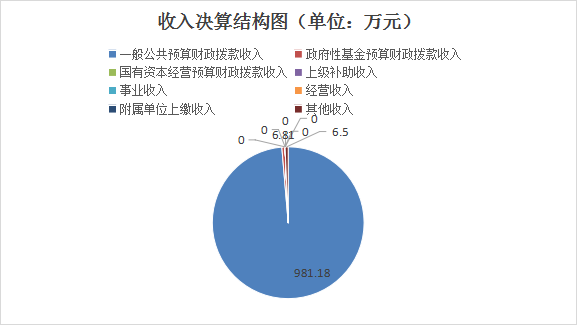 收入决算结构图（单位：万元）
一般公共预算财政拨款收入 政府性基金预算财政拨款收入
国有资本经营预算财政拨款收入 上级补助收入
事业收入 经营收入
附属单位上缴收入 其他收入
0 0
0 6.81 0 6.5
0
981.18